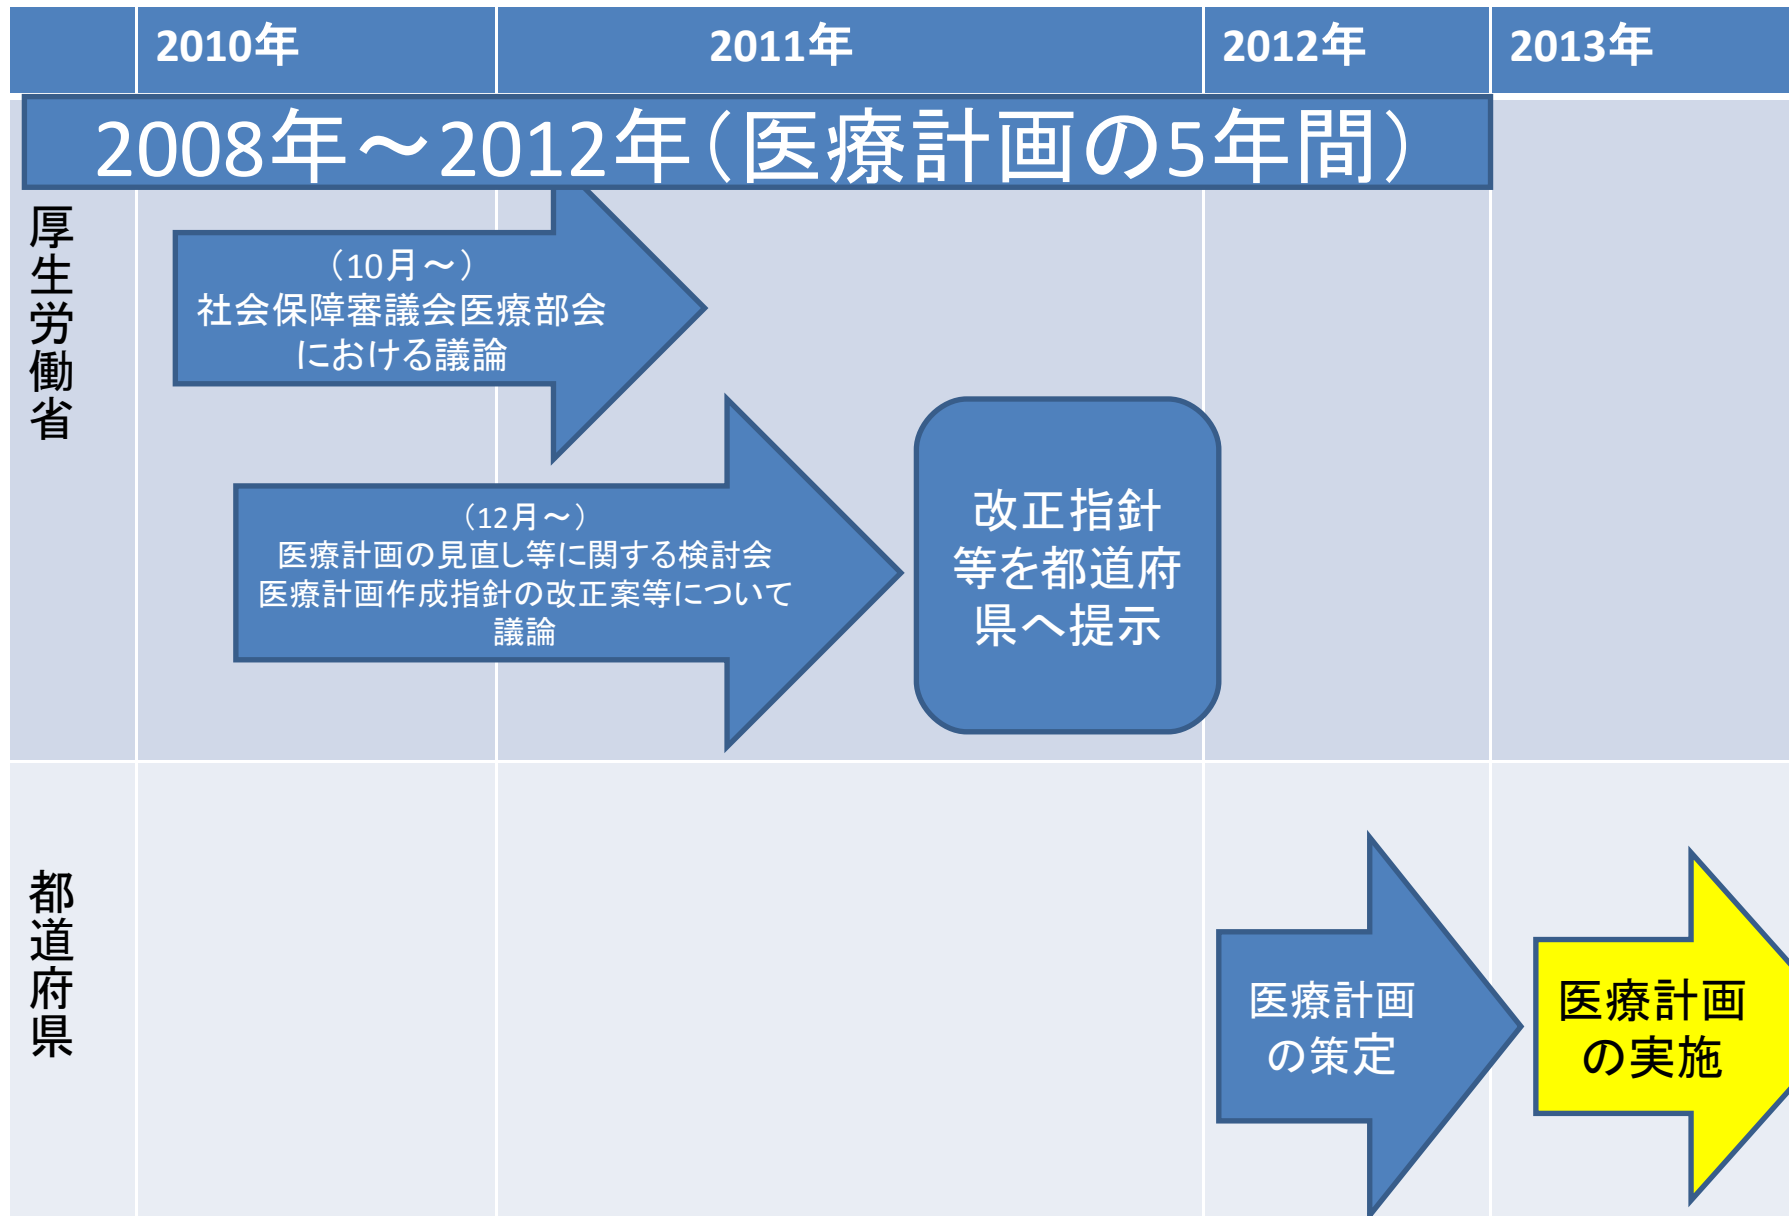 2010年
2011年
2012年
2013年
2008年～2012年（医療計画の5年間）
厚生労働省
（10月～）
社会保障審議会医療部会
における議論
（12月～）
医療計画の見直し等に関する検討会
医療計画作成指針の改正案等について
議論
改正指針
等を都道府
県へ提示
都道府県
医療計画
の策定
医療計画
の実施